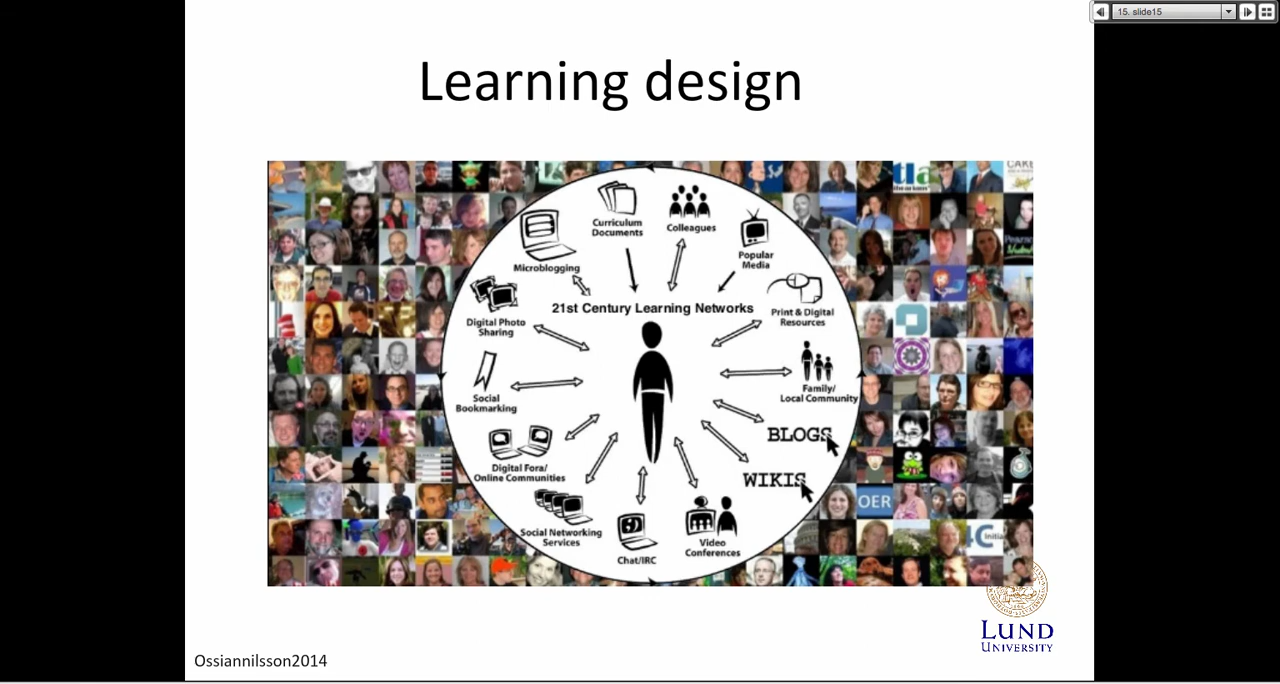 15. slide15
Learning design
Curriculum
Documents
Colleagues
Popular
Media
Microblogging
21st Century Learning Networks
Digital Photo
Sharing
Print & Digital
Resources
Social
Bookmarking
Family/
Local Community
BLOGS
WIKIS
Digital Fora/
Online Communities
Social Networking
Services
Chat/IRC
Video
Conferences
OER
LUND
UNIVERSITY
Ossiannilsson2014